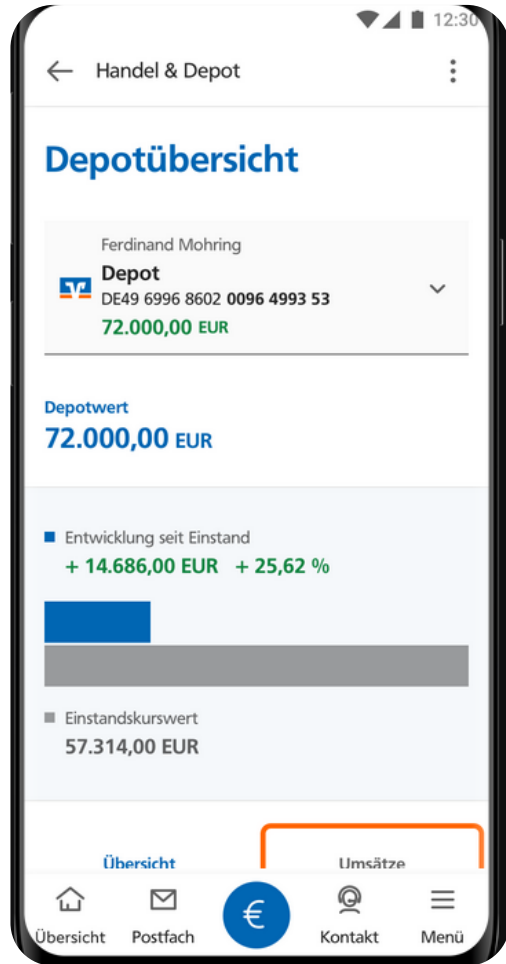 12:30
Handel & Depot
Depotübersicht
Ferdinand Mohring
Depot
DE49 6996 8602 0096 4993 53
72.000,00 EUR
Depotwert
72.000,00 EUR
Entwicklung seit Einstand
+ 14.686,00 EUR + 25,62 %
Einstandskurswert
57.314,00 EUR
Übersicht Umsätze
€
Übersicht Postfach Kontakt Menü